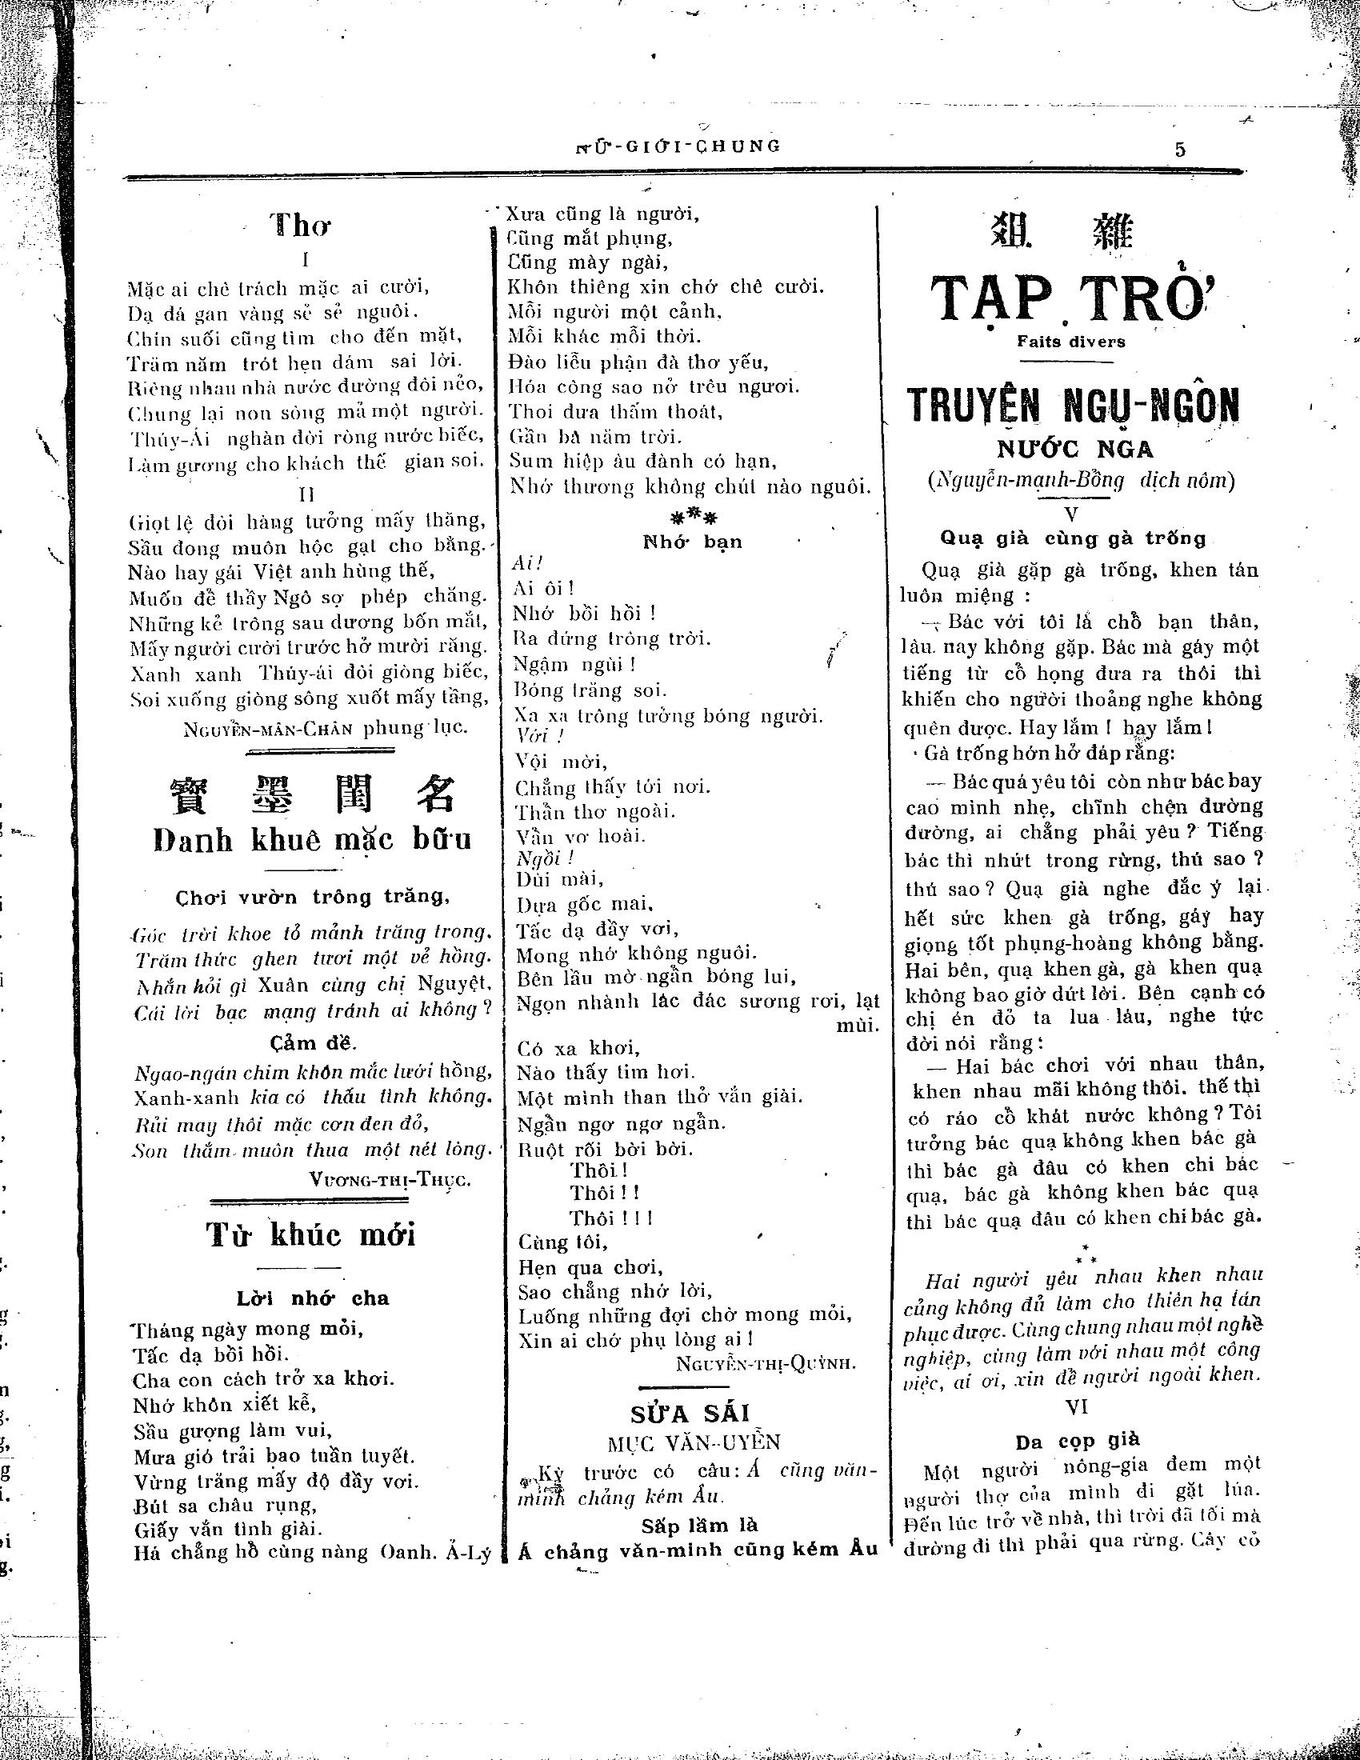 NỮ-GIỚI-CHUNG
5
Thơ
I
Mặc ai chê trách mặc ai cười,
Dạ đá gan vàng sẻ sẻ nguôi.
Chín suối cũng tìm cho đến mặt,
Trăm năm trót hẹn dám sai lời.
Riêng nhau nhà nước đường đôi nẻo,
Chung lại non sông mả một người.
Thúy-Ái nghàn đời ròng nước biếc,
Làm gương cho khách thế gian soi.
II
Giọt lệ đòi hàng tưởng mấy thăng,
Sầu đong muôn hộc gạt cho bằng.
Nào hay gái Việt anh hùng thế,
Muốn để thầy Ngô sợ phép chăng.
Những kẻ trông sau dương bốn mắt,
Mấy người cười trước hở mười răng.
Xanh xanh Thúy-ái đòi giòng biếc,
Soi xuống giòng sông xuốt mấy tầng,
NGUYỄN-MÂN-CHÂN phung lục.
寶 墨 閨 名
Danh khuê mặc bữu
Chơi vườn trông trăng,
Góc trời khoe tỏ mảnh trăng trong.
Trăm thức ghen tươi một vẻ hồng.
Nhắn hỏi gì Xuân cùng chị Nguyệt,
Cái lời bạc mạng tránh ai không ?
Cảm đề.
Ngao-ngán chim khôn mắc lưới hồng,
Xanh-xanh kia có thấu tình không.
Rủi may thôi mặc cơn đen đỏ,
Son thắm muôn thua một nét lòng.
VƯƠNG-THỊ-THỤC.
Từ khúc mới
Lời nhớ cha
Tháng ngày mong mỏi,
Tấc dạ bồi hồi.
Cha con cách trở xa khơi.
Nhớ khôn xiết kể,
Sầu gượng làm vui,
Mưa gió trải bao tuần tuyết.
Vừng trăng mấy độ đầy vơi.
Bút sa châu rụng,
Giấy vắn tình giài.
Há chẳng hồ cùng nàng Oanh. Ả-Lý
Xưa cũng là người,
Cũng mắt phụng,
Cũng mày ngài,
Khôn thiêng xin chớ chê cười.
Mỗi người một cảnh,
Mỗi khác mỗi thời.
Đào liễu phận đà thơ yếu,
Hóa công sao nở trêu ngươi.
Thoi đưa thấm thoát,
Gần ba năm trời.
Sum hiệp âu đành có hạn,
Nhớ thương không chút nào nguôi.
***
Nhớ bạn
Ai!
Ai ôi !
Nhớ bồi hồi !
Ra đứng trông trời.
Ngậm ngùi !
Bóng trăng soi.
Xa xa trông tưởng bóng người.
Với !
Vội mời,
Chẳng thấy tới nơi.
Thần thơ ngoài.
Vần vơ hoài.
Ngồi !
Dùi mài,
Dựa gốc mai,
Tấc dạ đầy vơi,
Mong nhớ không nguôi.
Bên lầu mờ ngần bóng lui,
Ngọn nhành lác đác sương rơi, lạt
mùi.
Có xa khơi,
Nào thấy tim hơi.
Một mình than thở vắn giài.
Ngần ngơ ngơ ngần.
Ruột rối bời bời.
Thôi !
Thôi ! !
Thôi ! ! !
Cùng tôi,
Hẹn qua chơi,
Sao chẳng nhớ lời,
Luống những đợi chờ mong mỏi,
Xin ai chớ phụ lòng ai !
NGUYỄN-THỊ-QUỲNH.
SỬA SÁI
MỤC VĂN-UYỂN
Kỳ trước có câu: Á cũng văn-
minh chảng kém Âu.
Sấp lầm là
Á chảng văn-minh cũng kém Âu
俎 雜
TẠP TRỞ
Faits divers
TRUYỆN NGỤ-NGÔN
NƯỚC NGA
(Nguyễn-mạnh-Bồng dịch nôm)
V
Quạ già cùng gà trống
Quạ già gặp gà trống, khen tán
luôn miệng :
— Bác với tôi là chỗ bạn thân,
lâu nay không gặp. Bác mà gáy một
tiếng từ cổ họng đưa ra thôi thì
khiến cho người thoảng nghe không
quên được. Hay lắm ! hay lắm !
Gà trống hớn hở đáp rằng:
— Bác quá yêu tôi còn như bác bay
cao mình nhẹ, chĩnh chện đường
đường, ai chẳng phải yêu ? Tiếng
bác thì nhứt trong rừng, thú sao ?
thú sao ? Quạ già nghe đắc ý lại
hết sức khen gà trống, gáy hay
giọng tốt phụng-hoàng không bằng.
Hai bên, quạ khen gà, gà khen quạ
không bao giờ dứt lời. Bên cạnh có
chị én đỏ ta lua láu, nghe tức
đời nói rằng :
— Hai bác chơi với nhau thân,
khen nhau mãi không thôi. thế thì
có ráo cổ khát nước không ? Tôi
tưởng bác quạ không khen bác gà
thì bác gà đâu có khen chi bác
quạ, bác gà không khen bác quạ
thì bác quạ đâu có khen chi bác gà.
***
Hai người yêu nhau khen nhau
củng không đủ làm cho thiên hạ tán
phục được. Cùng chung nhau một nghề
nghiệp, cùng làm với nhau một công
việc, ai ơi, xin để người ngoài khen.
VI
Da cọp già
Một người nông-gia đem một
người thợ của mình đi gặt lúa.
Đến lúc trở về nhà, thì trời đã tối mà
đường đi thì phải qua rừng. Cây cỏ